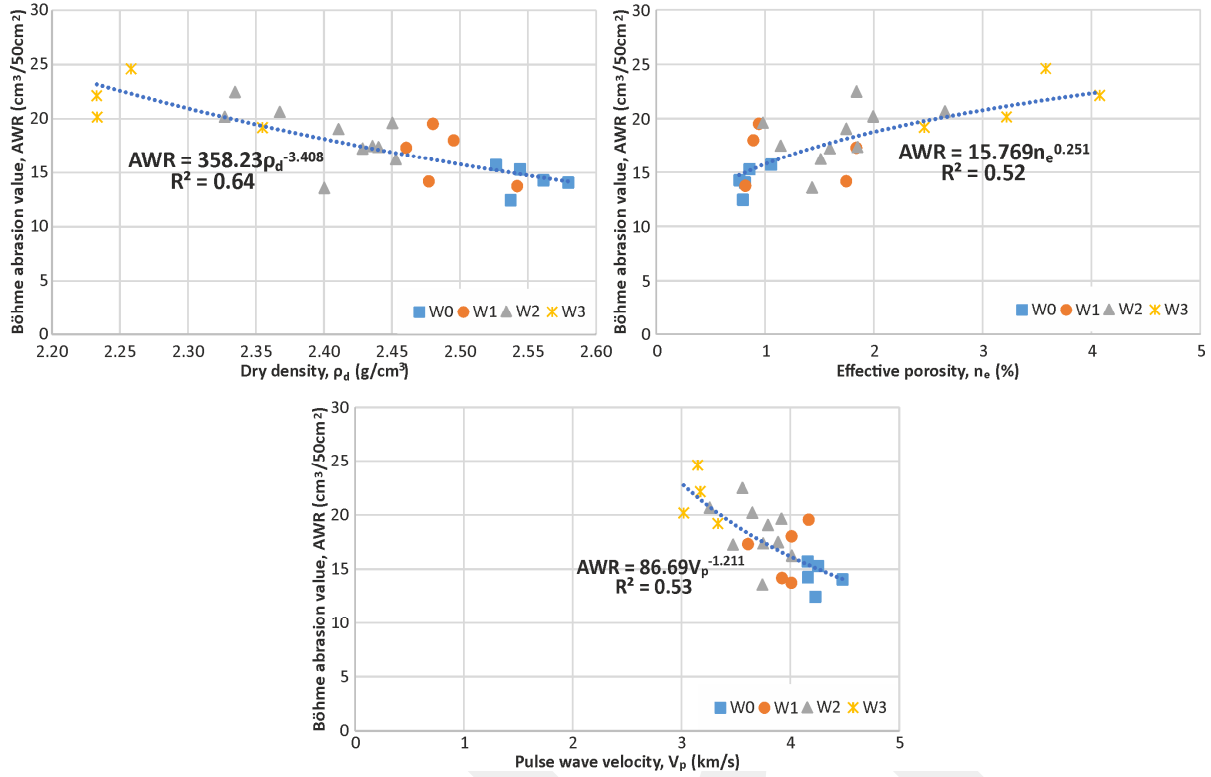 Böhme abrasion value, AWR (cm³/50cm²)
30
25
20
15
10
5
0
AWR = 358.23ρd^-3.408
R² = 0.64
W0 W1 W2 W3
2.20 2.25 2.30 2.35 2.40 2.45 2.50 2.55 2.60
Dry density, ρd (g/cm³)
Böhme abrasion value, AWR (cm³/50cm²)
30
25
20
15
10
5
0
AWR = 15.769ne^0.251
R² = 0.52
W0 W1 W2 W3
0 1 2 3 4 5
Effective porosity, ne (%)
Böhme abrasion value, AWR (cm³/50cm²)
30
25
20
15
10
5
0
AWR = 86.69Vp^-1.211
R² = 0.53
W0 W1 W2 W3
0 1 2 3 4 5
Pulse wave velocity, Vp (km/s)